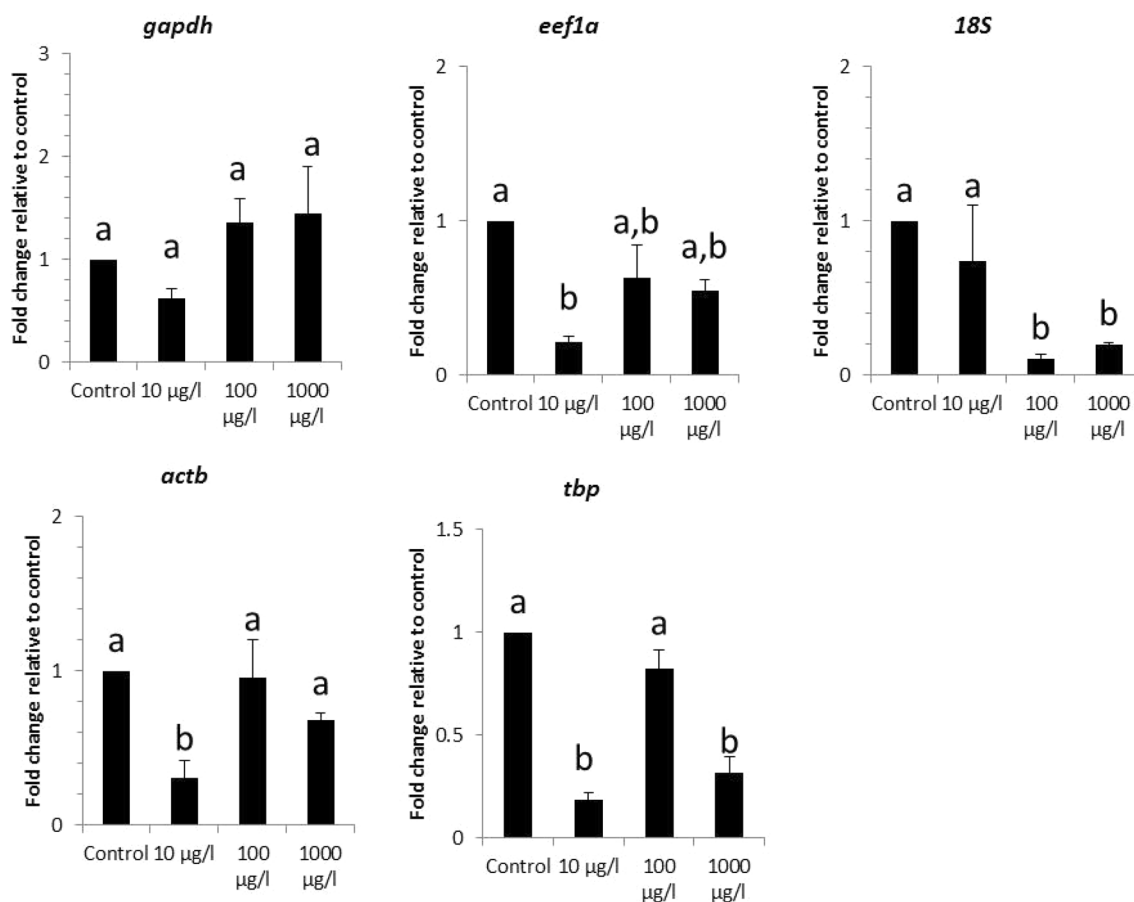 gapdh
Fold change relative to control
3
2
1
0
a
a
a
a
Control 10 µg/l 100 1000
µg/l µg/l
eef1a
Fold change relative to control
2
1
0
a
b
a,b
a,b
Control 10 µg/l 100 1000
µg/l µg/l
18S
Fold change relative to control
2
1
0
a
a
b
b
Control 10 µg/l 100 1000
µg/l µg/l
actb
Fold change relative to control
2
1
0
a
b
a
a
Control 10 µg/l 100 1000
µg/l µg/l
tbp
Fold change relative to control
1.5
1
0.5
0
a
b
a
b
Control 10 µg/l 100 1000
µg/l µg/l